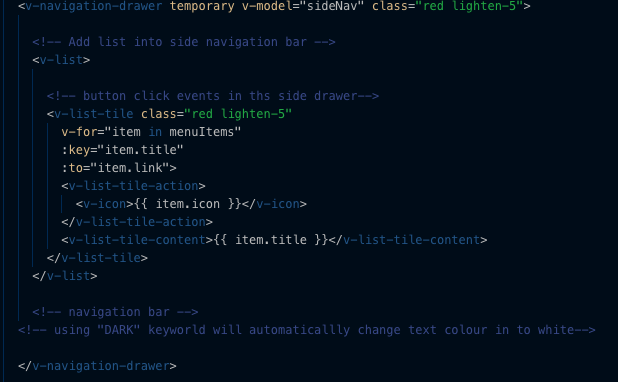 <v-navigation-drawer temporary v-model="sideNav" class="red lighten-5">
<!-- Add list into side navigation bar -->
<v-list>
<!-- button click events in ths side drawer-->
<v-list-tile class="red lighten-5"
v-for="item in menuItems"
:key="item.title"
:to="item.link">
<v-list-tile-action>
<v-icon>{{ item.icon }}</v-icon>
</v-list-tile-action>
<v-list-tile-content>{{ item.title }}</v-list-tile-content>
</v-list-tile>
</v-list>
<!-- navigation bar -->
<!-- using "DARK" keyworld will automaticallly change text colour in to white-->
</v-navigation-drawer>